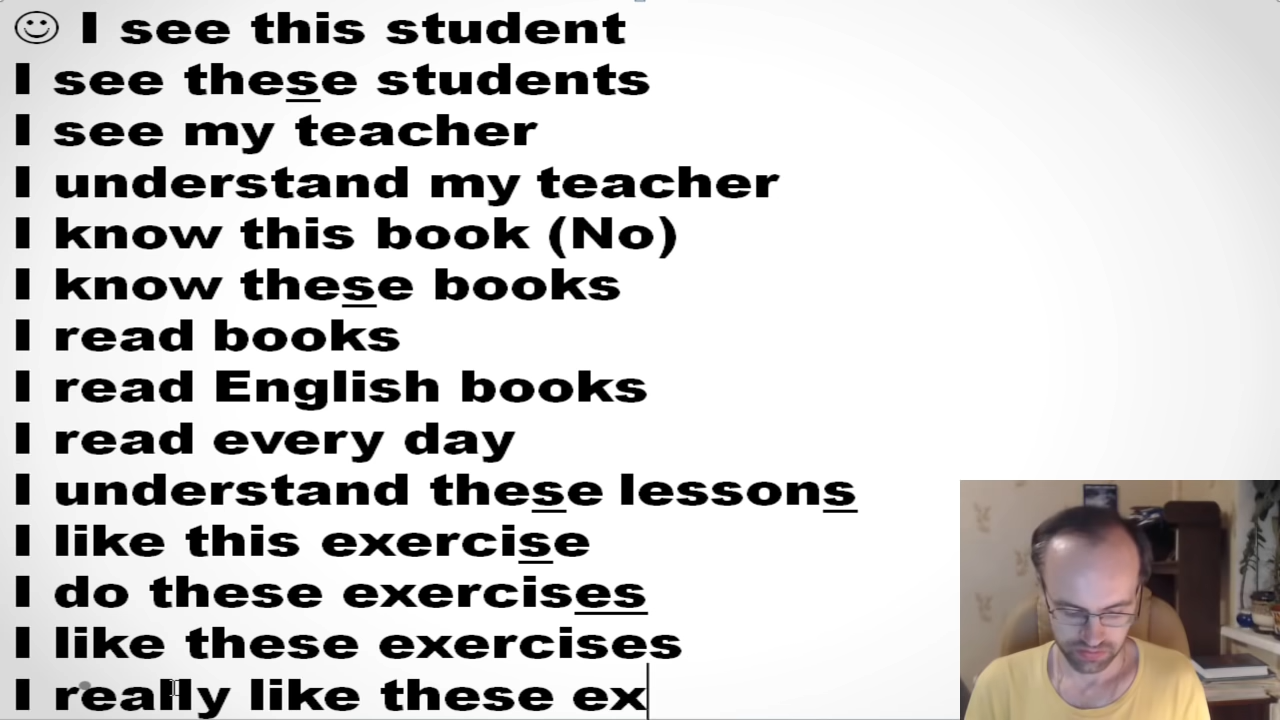 ☺ I see this student
I see these students
I see my teacher
I understand my teacher
I know this book (No)
I know these books
I read books
I read English books
I read every day
I understand these lessons
I like this exercise
I do these exercises
I like these exercises
I really like these ex